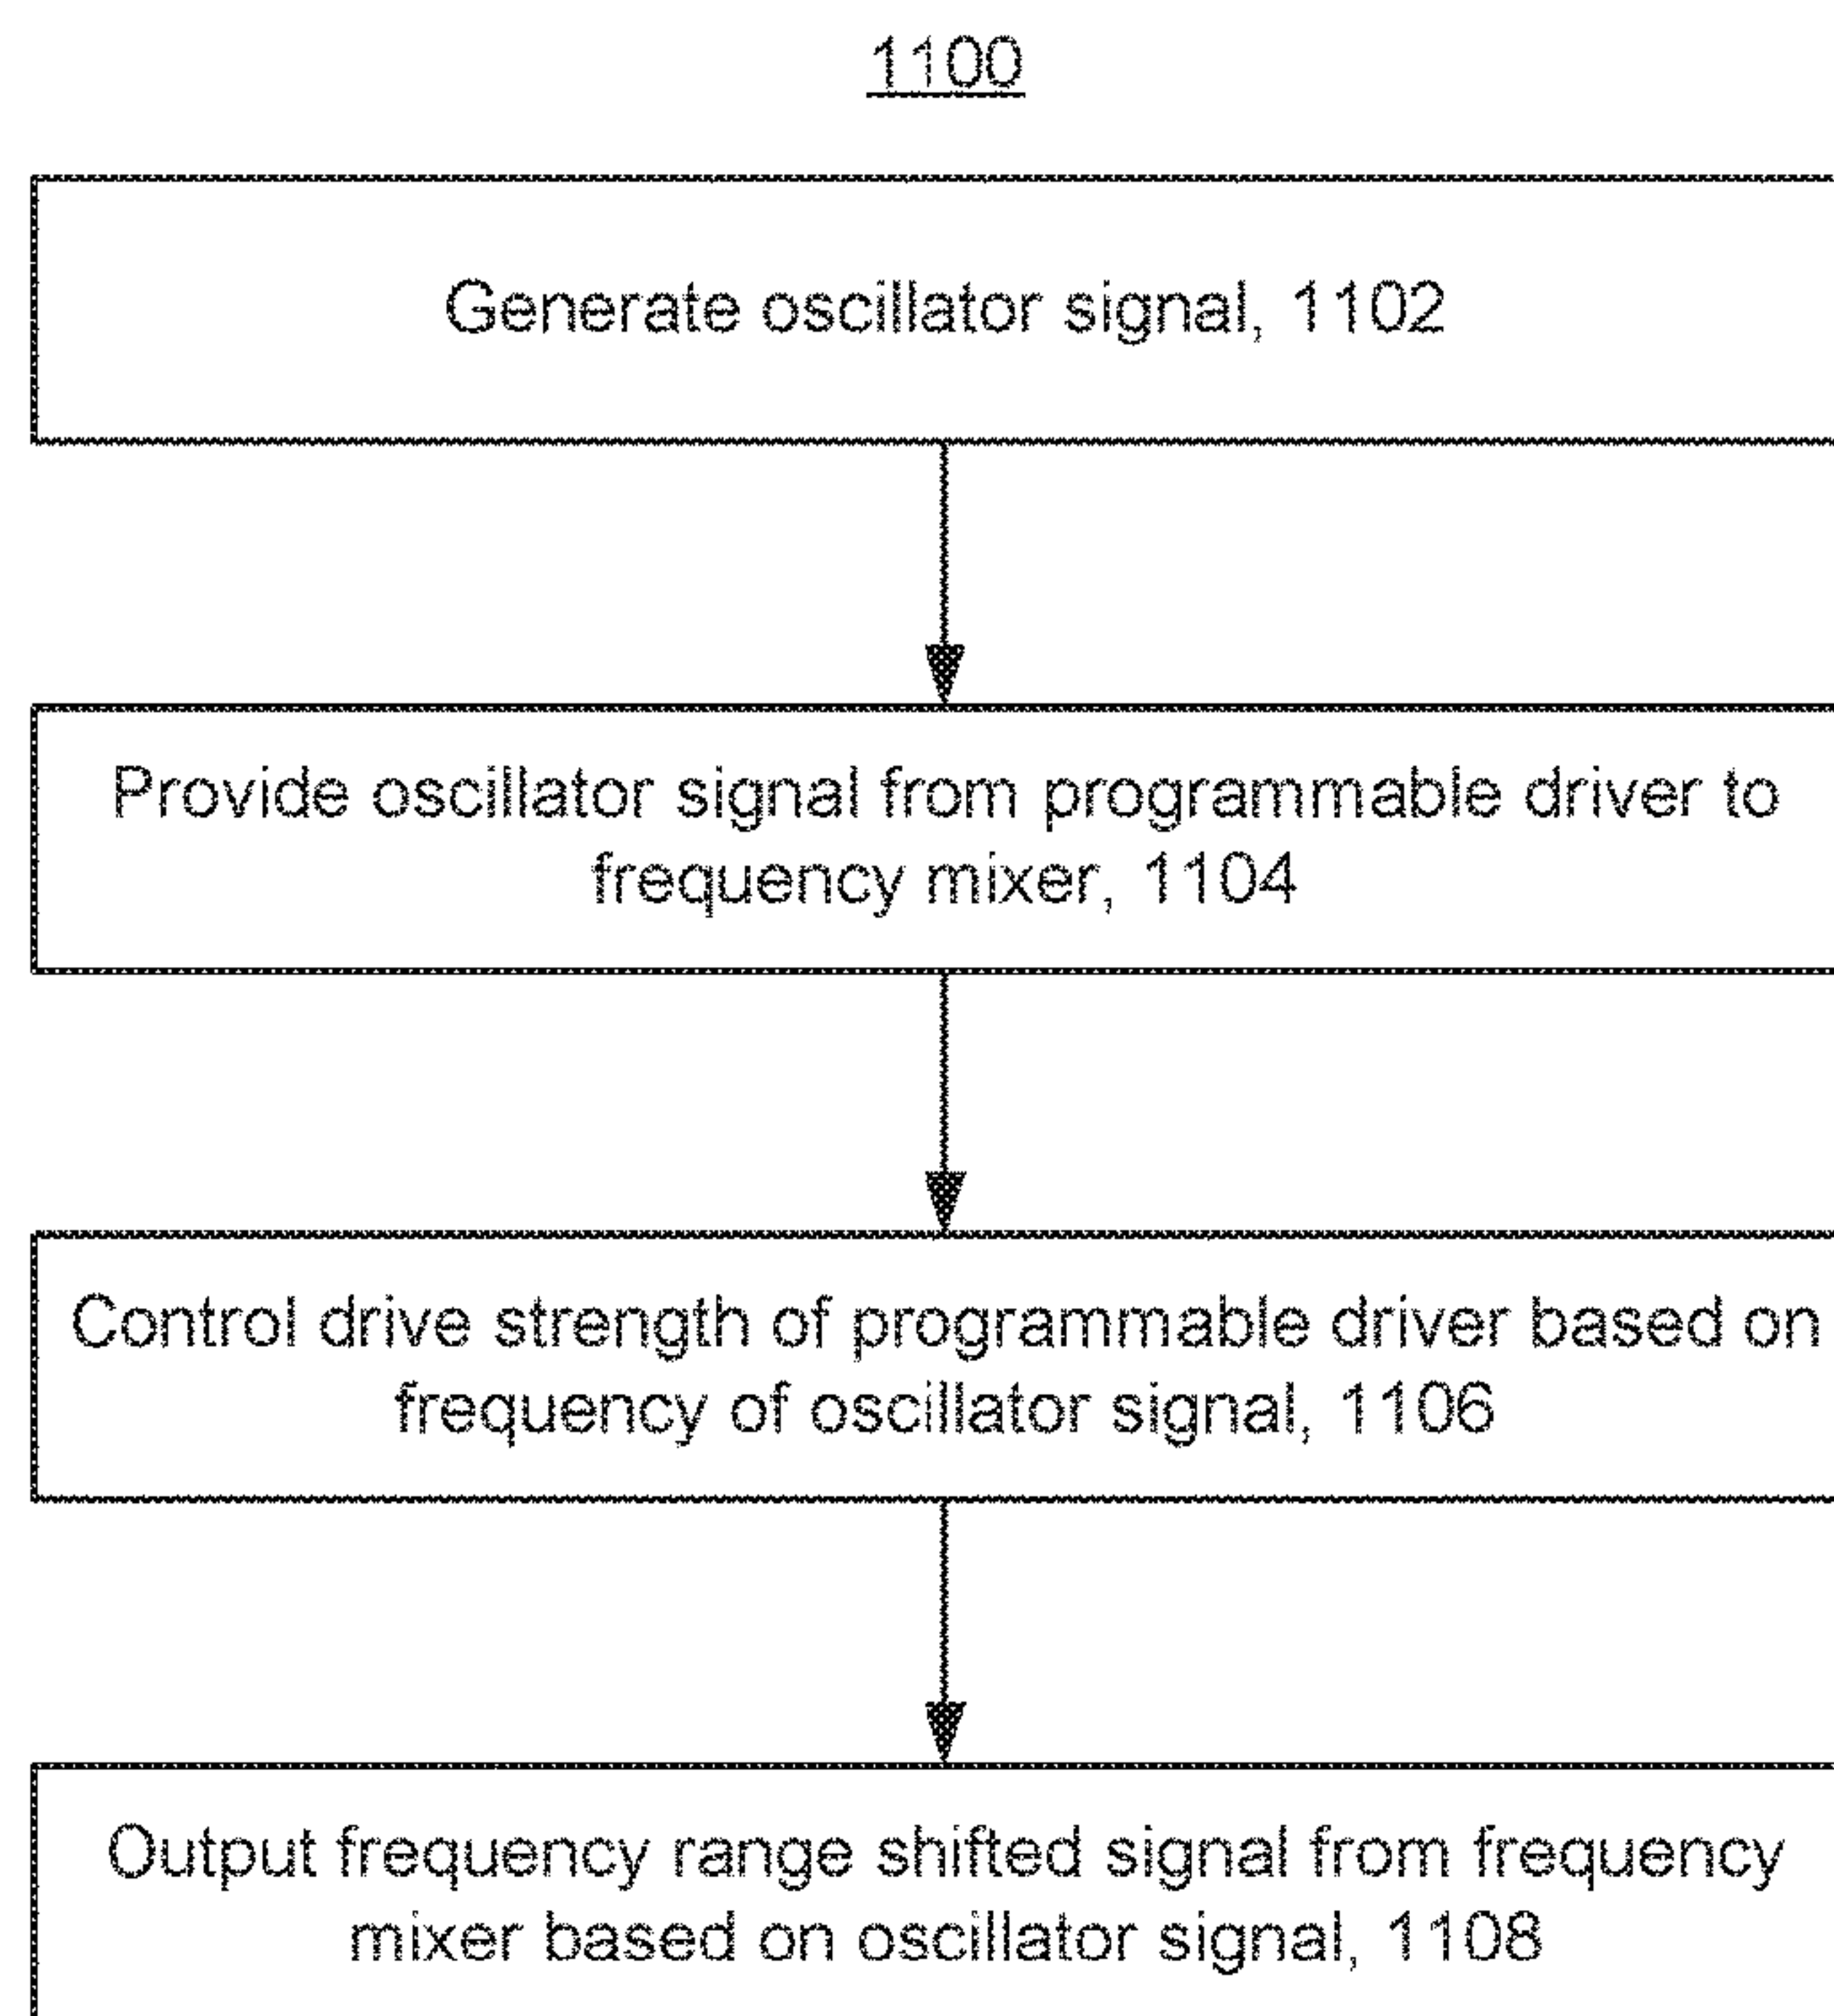 1100
Generate oscillator signal, 1102
Provide oscillator signal from programmable driver to
frequency mixer, 1104
Control drive strength of programmable driver based on
frequency of oscillator signal, 1106
Output frequency range shifted signal from frequency
mixer based on oscillator signal, 1108